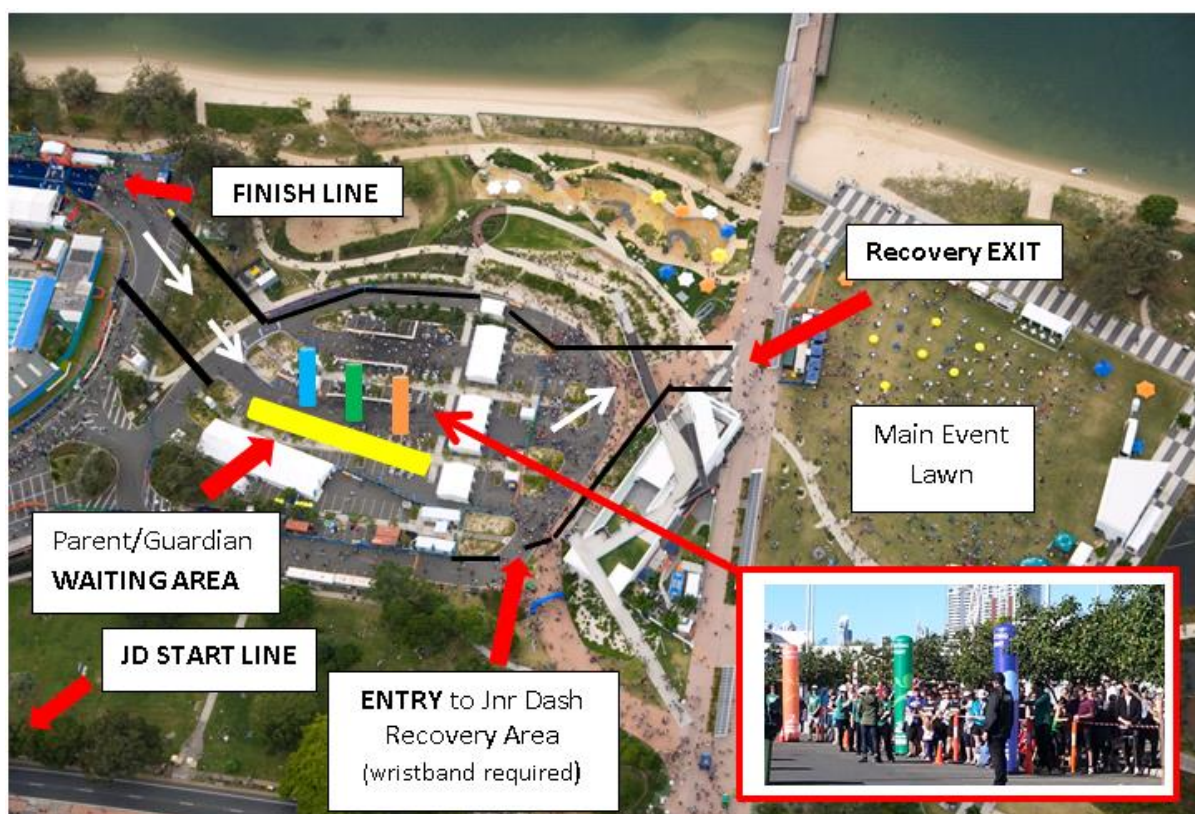 FINISH LINE
Recovery EXIT
Main Event
Lawn
Parent/Guardian
WAITING AREA
JD START LINE
ENTRY to Jnr Dash
Recovery Area
(wristband required)